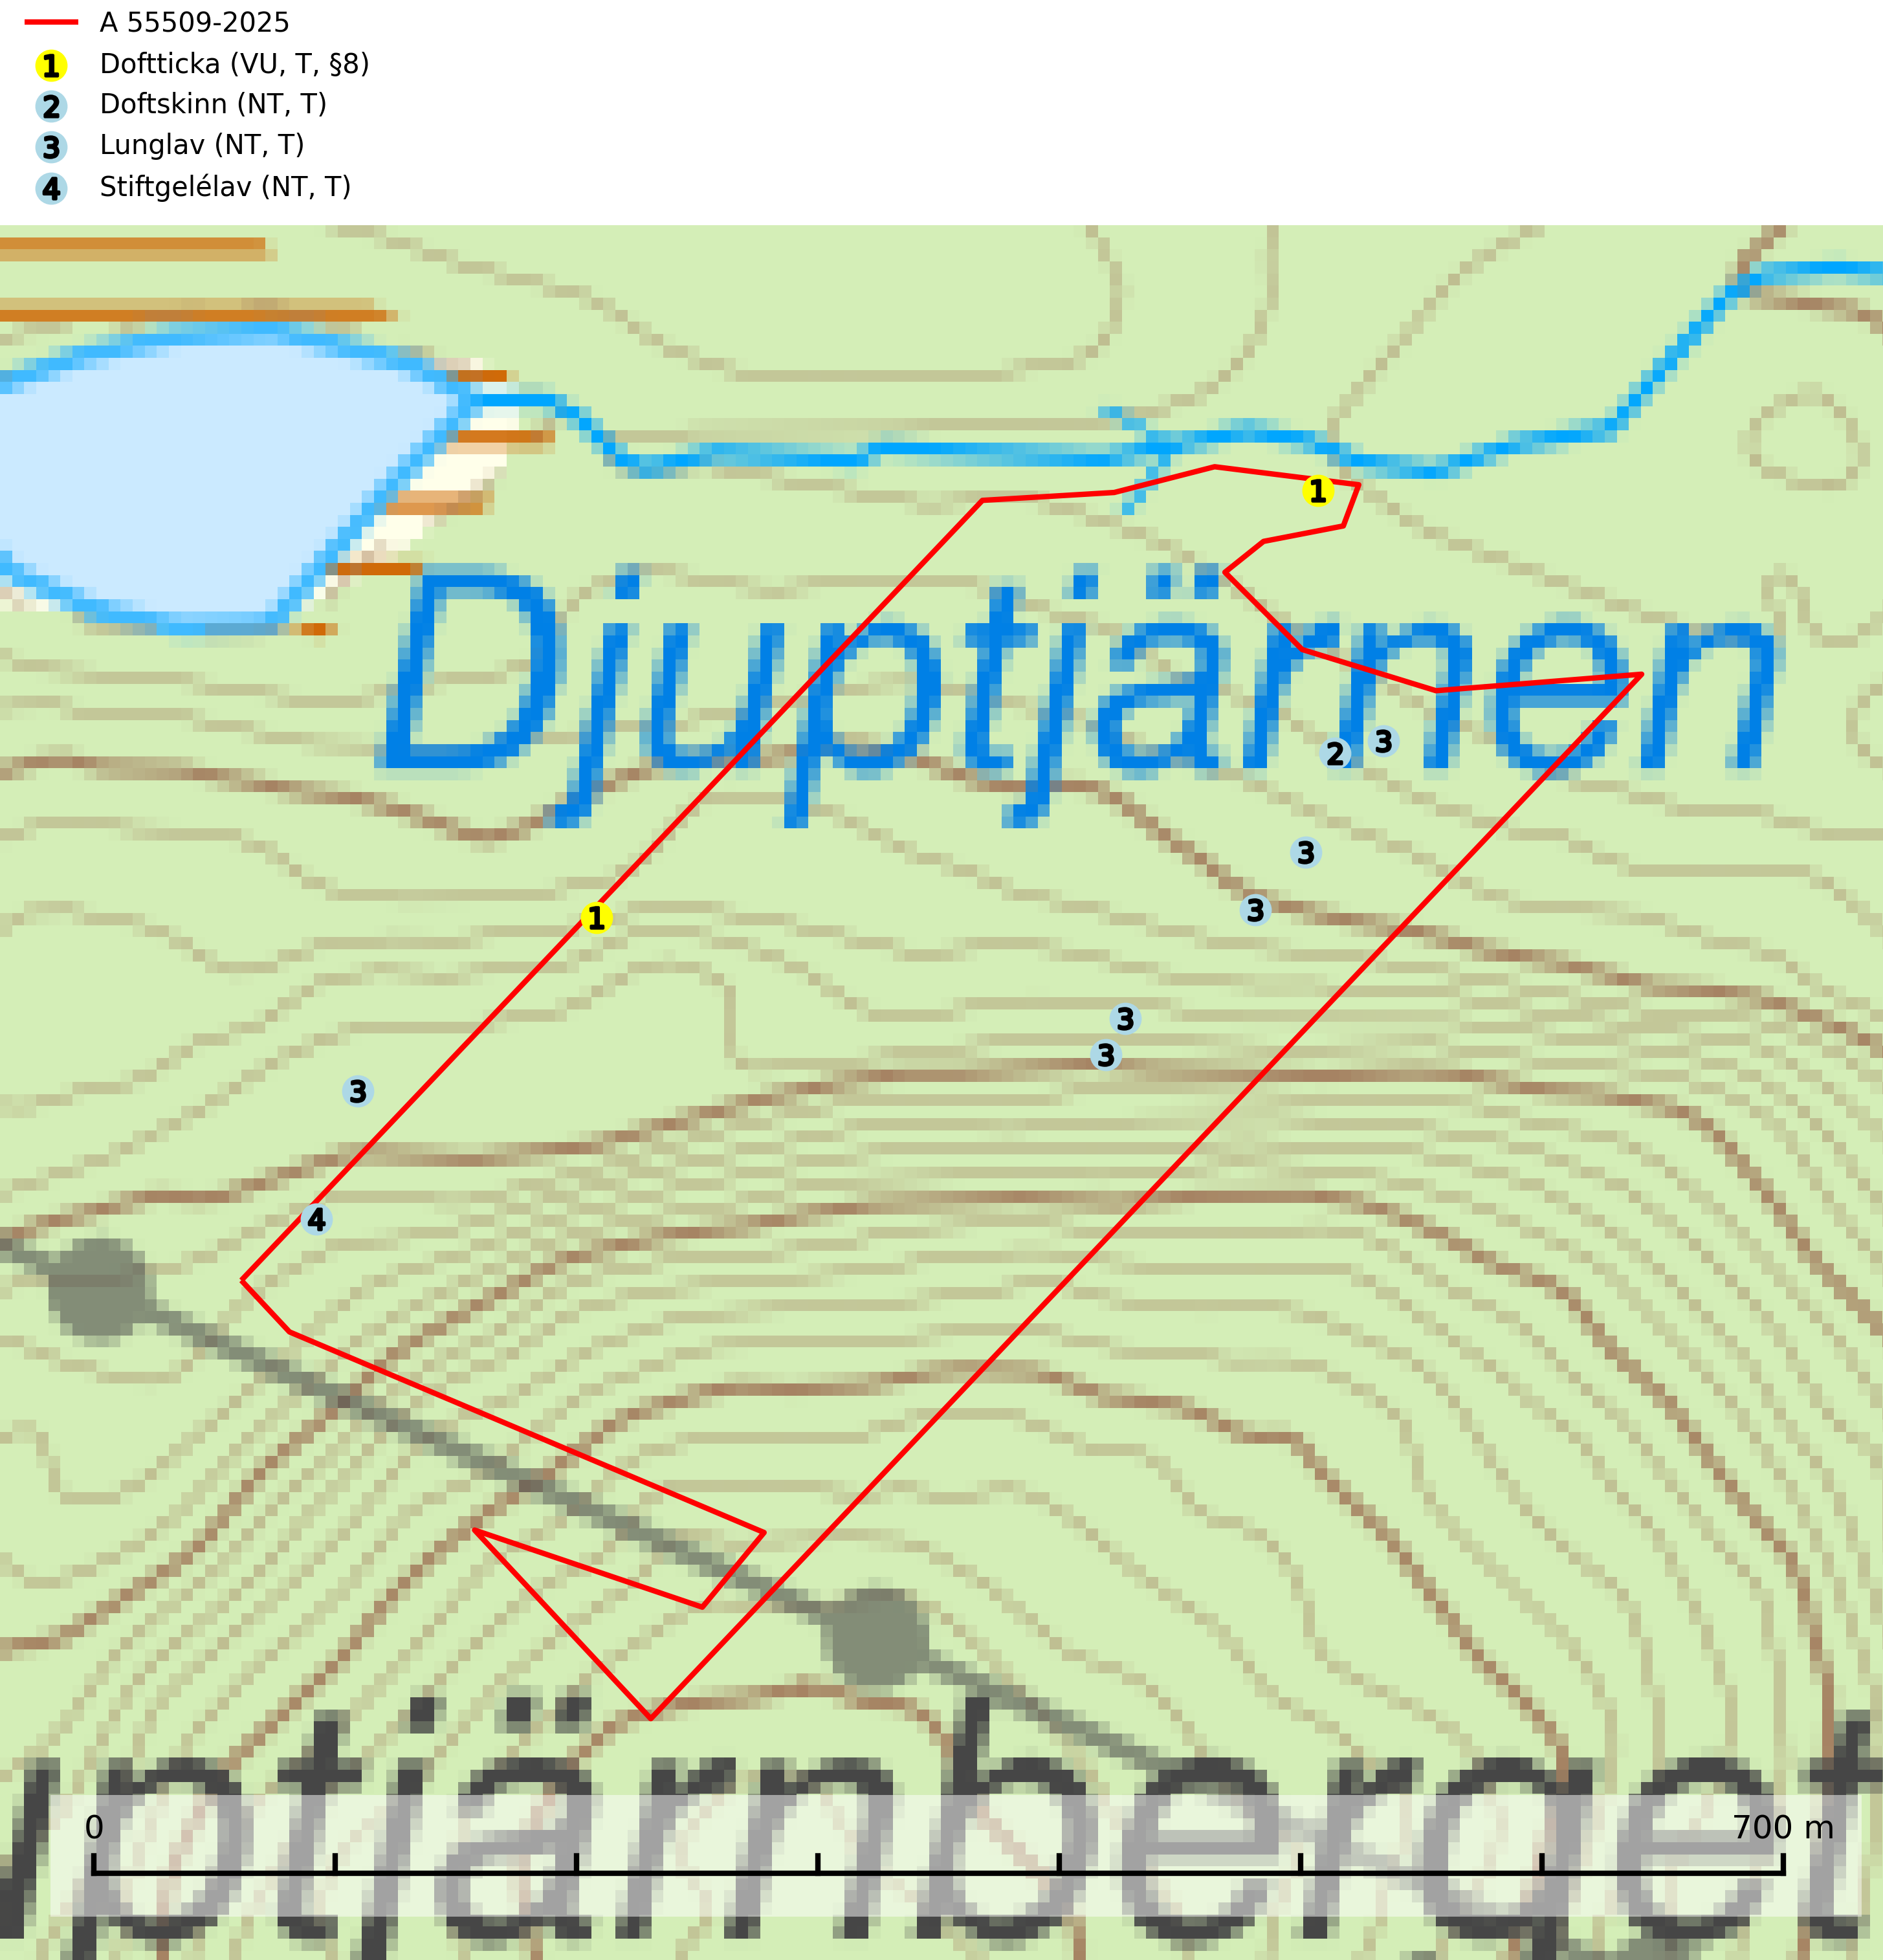 A 55509-2025
1 Doftticka (VU, T, §8)
2 Doftskinn (NT, T)
3 Lunglav (NT, T)
4 Stiftgelélav (NT, T)
1
Djuptjärnen
2 3
3
3
1
3
3
3
4
ptjärnberget
0 700 m